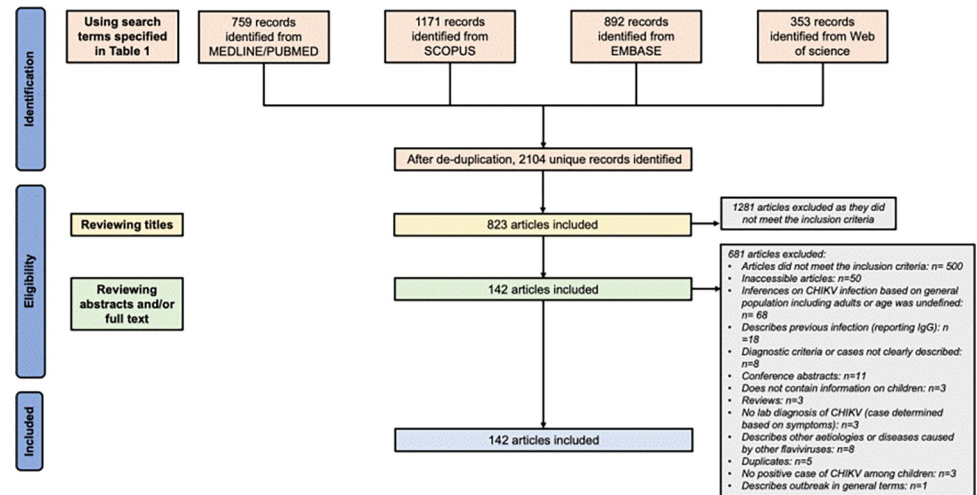 Identification
Using search
terms specified
in Table 1
759 records
identified from
MEDLINE/PUBMED
1171 records
identified from
SCOPUS
892 records
identified from
EMBASE
353 records
identified from Web
of science
After de-duplication, 2104 unique records identified
Eligibility
Reviewing titles
823 articles included
1281 articles excluded as they did
not meet the inclusion criteria
Reviewing
abstracts and/or
full text
142 articles included
681 articles excluded:
• Articles did not meet the inclusion criteria: n= 500
• Inaccessible articles: n=50
• Inferences on CHIKV infection based on general
population including adults or age was undefined:
n= 68
• Describes previous infection (reporting IgG): n
=18
• Diagnostic criteria or cases not clearly described:
n=8
• Conference abstracts: n=11
• Does not contain information on children: n=3
• Reviews: n=3
• No lab diagnosis of CHIKV (case determined
based on symptoms): n=3
• Describes other aetiologies or diseases caused
by other flaviviruses: n=8
• Duplicates: n=5
• No positive case of CHIKV among children: n=3
• Describes outbreak in general terms: n=1
Included
142 articles included